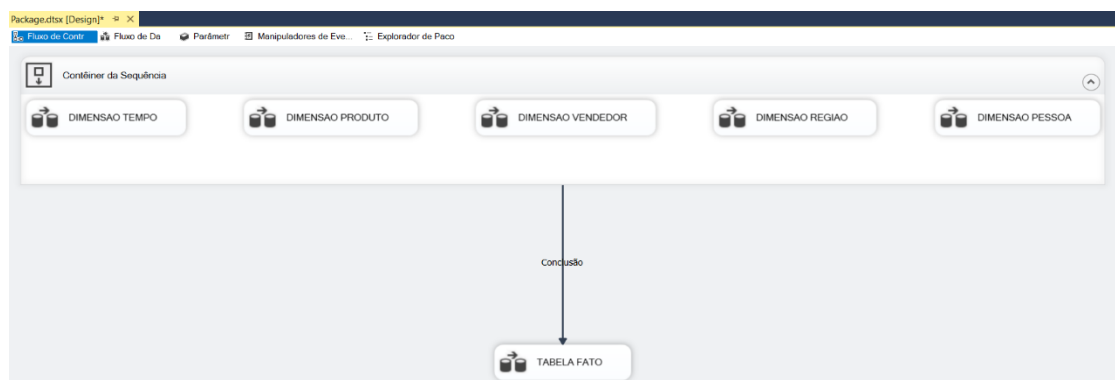 Package.dtsx [Design]*
Fluxo de Contr Fluxo de Da Parâmetr Manipuladores de Eve... Explorador de Paco
Contêiner da Sequência
DIMENSAO TEMPO DIMENSAO PRODUTO DIMENSAO VENDEDOR DIMENSAO REGIAO DIMENSAO PESSOA
Conclusão
TABELA FATO